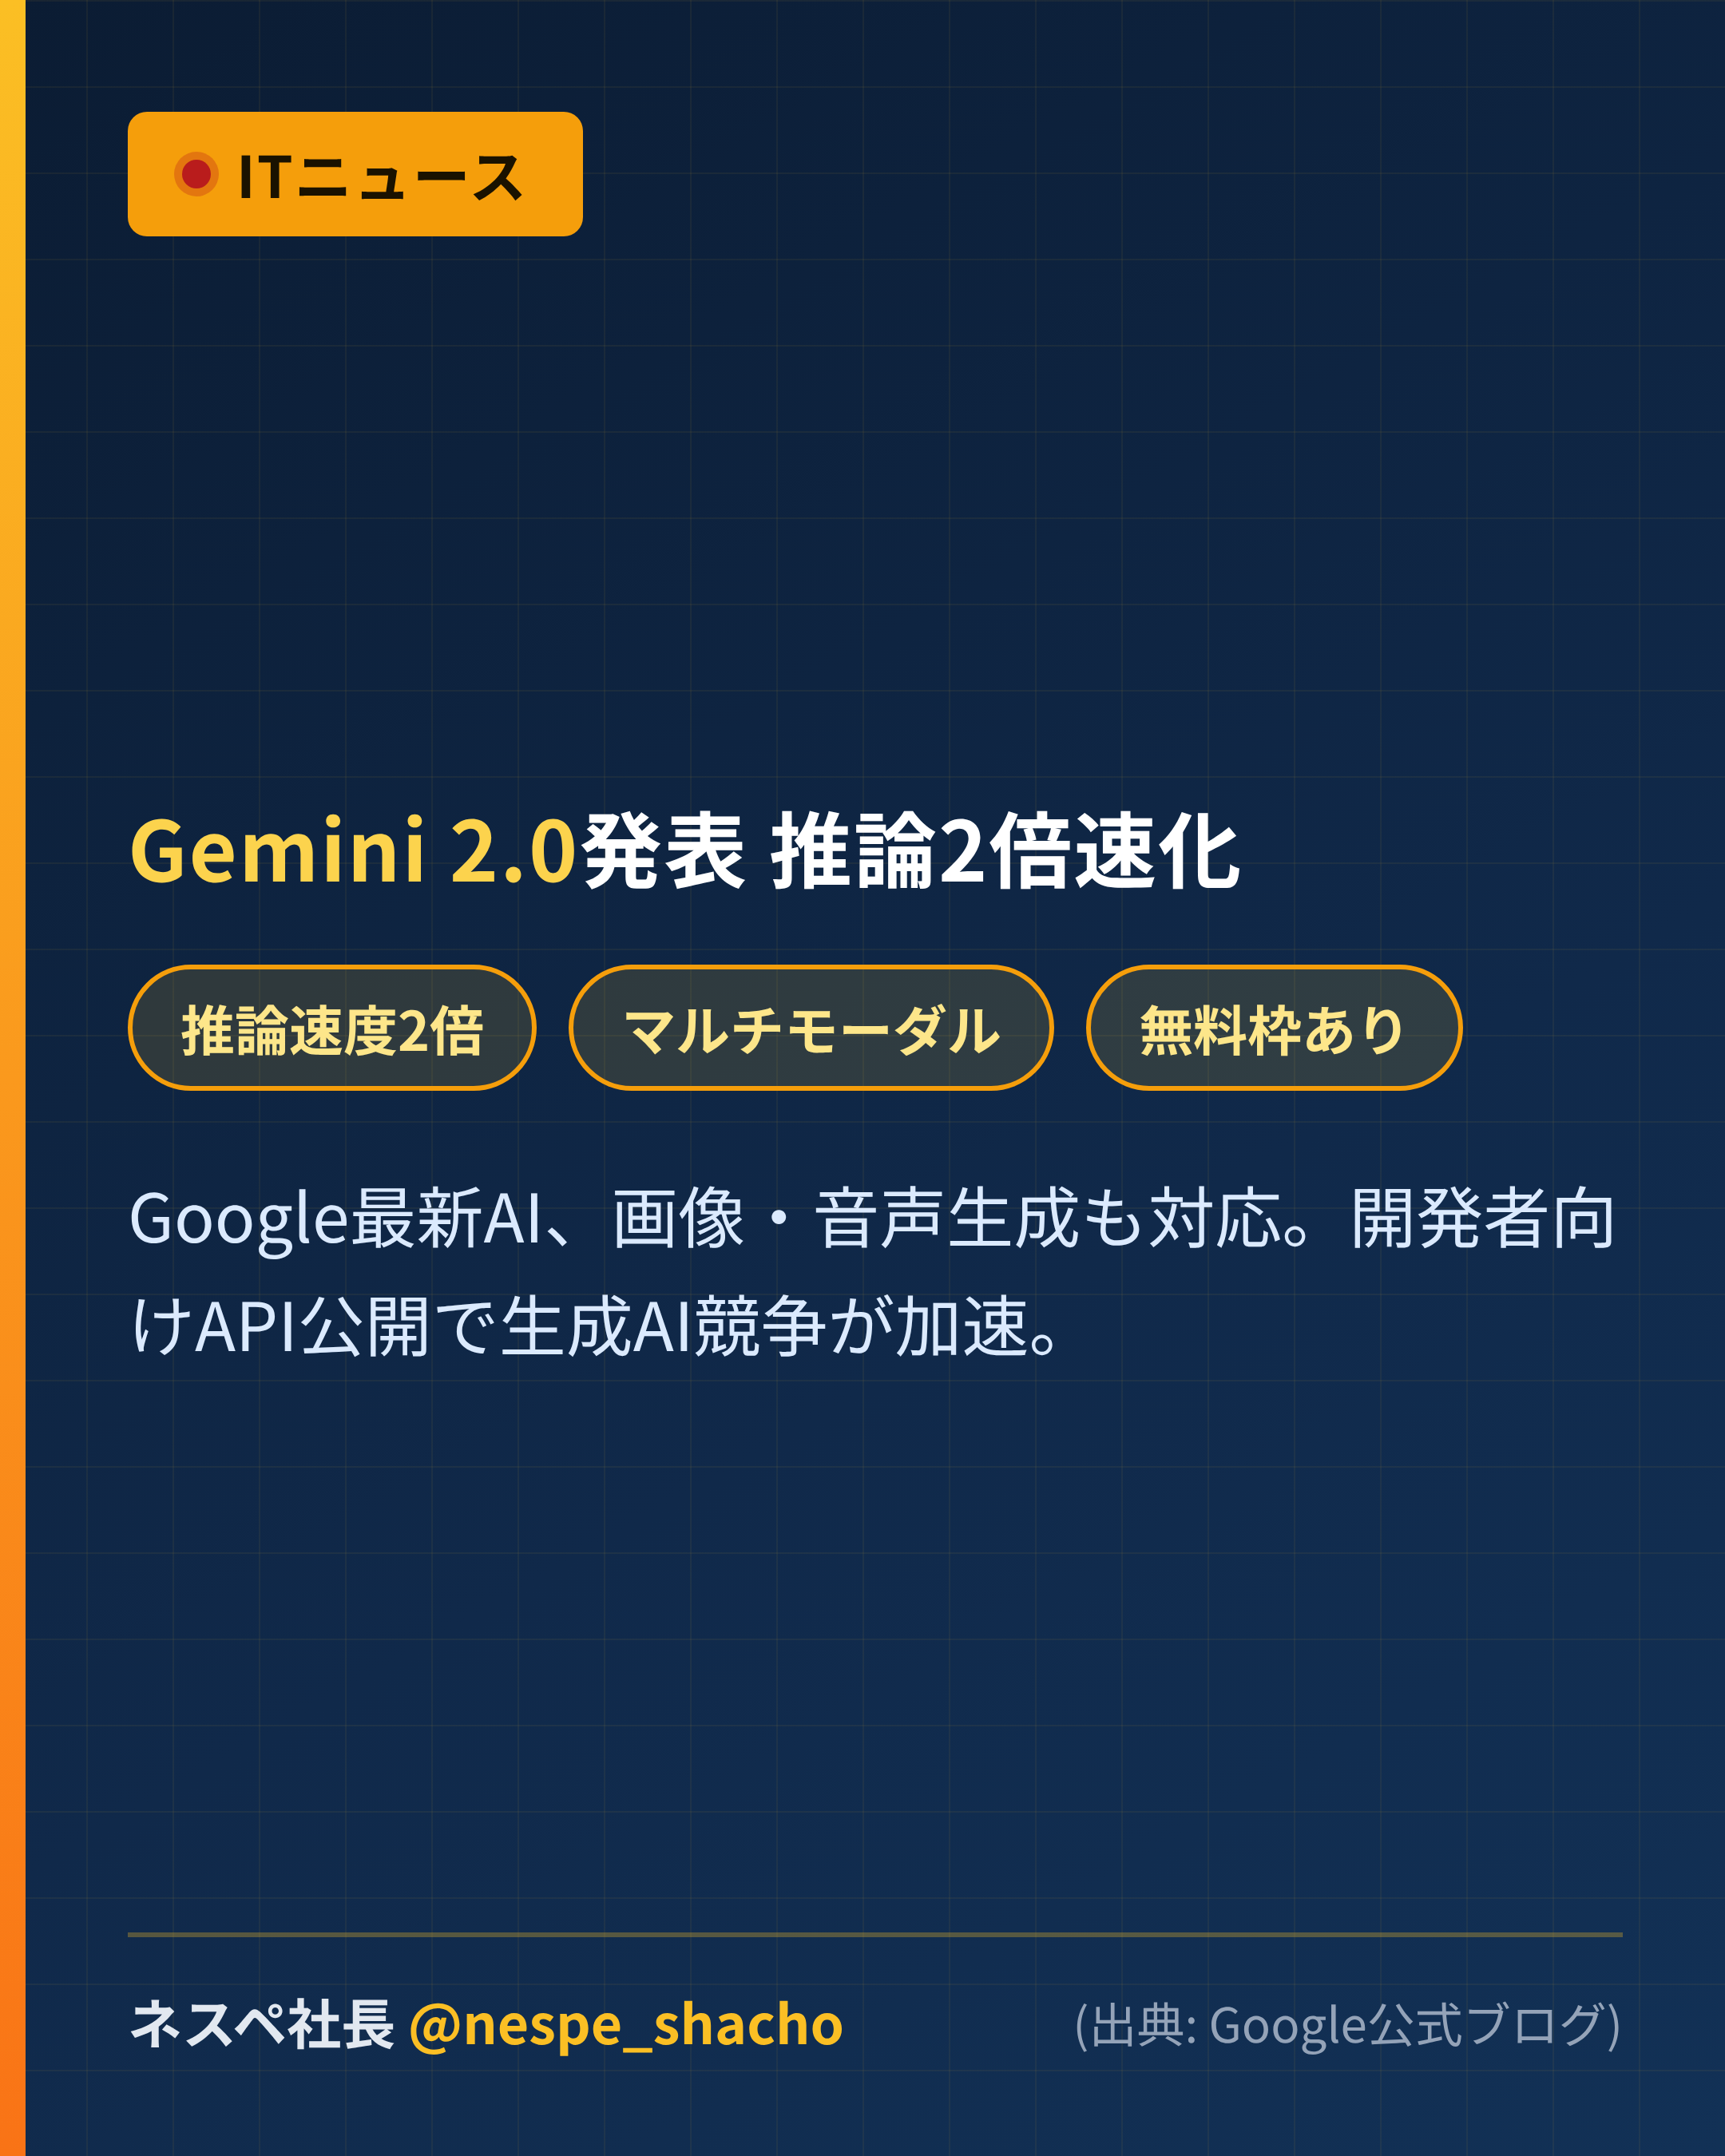 ITニュース
Gemini 2.0発表 推論2倍速化
推論速度2倍 マルチモーダル 無料枠あり
Google最新AI、画像・音声生成も対応。開発者向
けAPI公開で生成AI競争が加速。
ネスペ社長 @nespe_shacho (出典: Google公式ブログ)